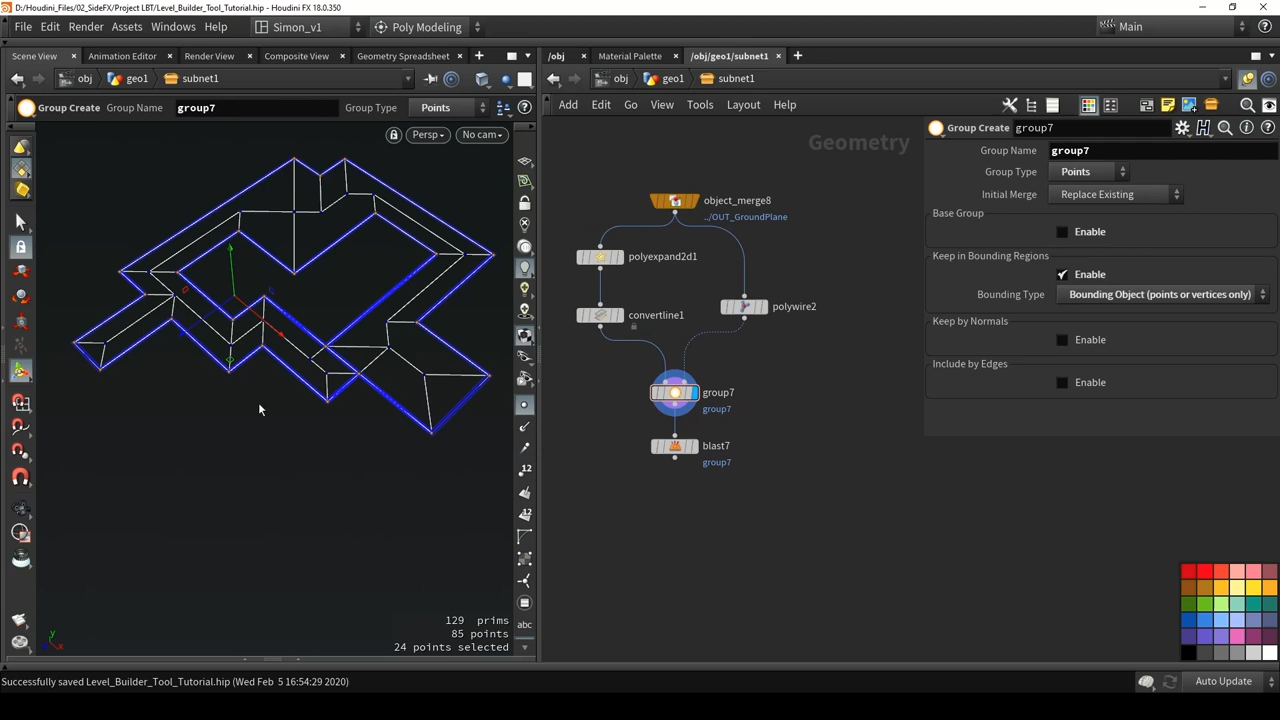 D:/Houdini_Files/02_SideFX/Project LBT/Level_Builder_Tool_Tutorial.hip - Houdini FX 18.0.350
File Edit Render Assets Windows Help Simon_v1 Poly Modeling Main
Scene View Animation Editor Render View Composite View Geometry Spreadsheet
/obj Material Palette /obj/geo1/subnet1
obj geo1 subnet1
obj geo1 subnet1
Group Create Group Name group7 Group Type Points
Add Edit Go View Tools Layout Help
Persp No cam
Geometry
Group Create group7
Group Name group7
Group Type Points
Initial Merge Replace Existing
Base Group
Enable
Keep in Bounding Regions
Enable
Bounding Type Bounding Object (points or vertices only)
Keep by Normals
Enable
Include by Edges
Enable
object_merge8
../OUT_GroundPlane
polyexpand2d1
polywire2
convertline1
group7
group7
blast7
group7
12
12
abc
129 prims
85 points
24 points selected
y
x
Successfully saved Level_Builder_Tool_Tutorial.hip (Wed Feb 5 16:54:29 2020)
Auto Update